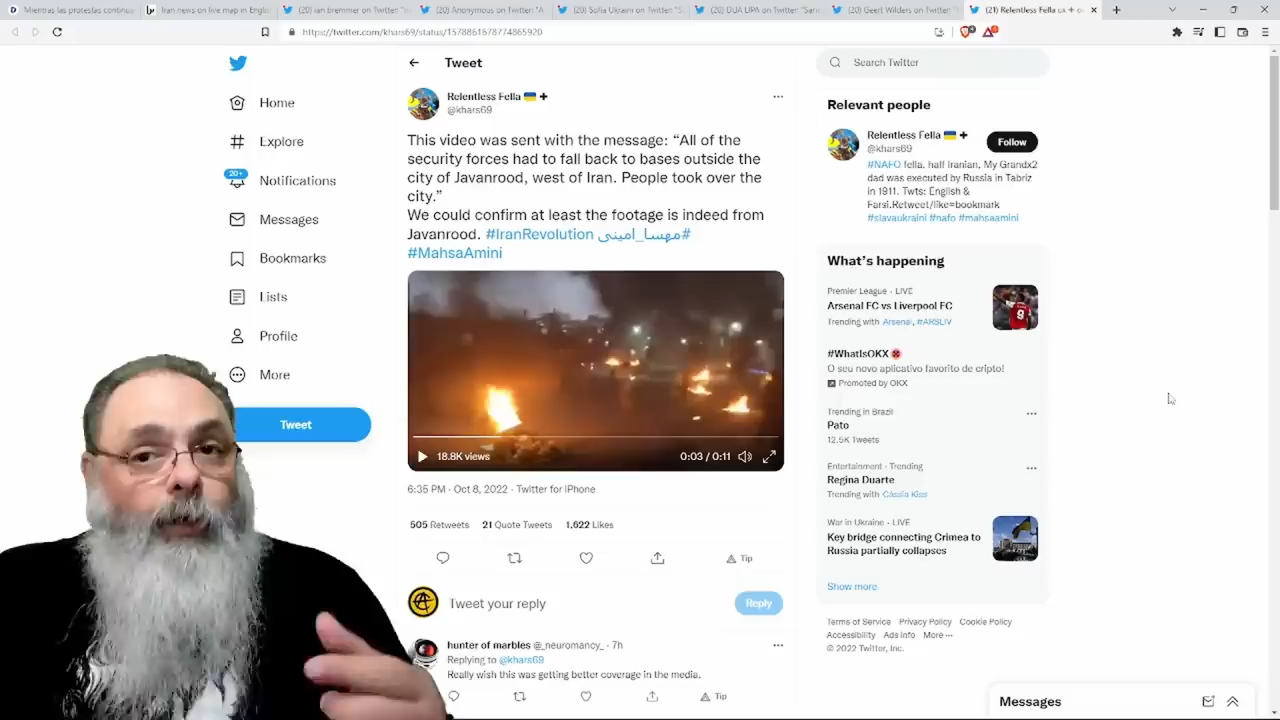 Mientras las protestas continua
Iran news on live map in Englis
(20) ian bremmer on Twitter: "
(20) Anonymous on Twitter: "A
(20) Sofia Ukraini on Twitter: "S
(20) DUA LIPA on Twitter: "Sari
(20) Geert Wilders on Twitter: "
(21) Relentless Fella
https://twitter.com/khars69/status/1578861678774865920
Home
Explore
20+
Notifications
Messages
Bookmarks
Lists
Profile
More
Tweet
Tweet
Relentless Fella
@khars69
This video was sent with the message: “All of the
security forces had to fall back to bases outside the
city of Javanrood, west of Iran. People took over the
city.”
We could confirm at least the footage is indeed from
Javanrood. #IranRevolution #مهسا_امینی
#MahsaAmini
18.8K views
0:03 / 0:11
6:35 PM · Oct 8, 2022 · Twitter for iPhone
505 Retweets 21 Quote Tweets 1,622 Likes
Tip
Tweet your reply
Reply
hunter of marbles @_neuromancy_ · 7h
Replying to @khars69
Really wish this was getting better coverage in the media.
Tip
Search Twitter
Relevant people
Relentless Fella
@khars69
Follow
#NAFO fella, half Iranian, My Grandx2
dad was executed by Russia in Tabriz
in 1911. Twts: English &
Farsi.Retweet/like=bookmark
#slavaukraini #nafo #mahsaamini
What’s happening
Premier League · LIVE
Arsenal FC vs Liverpool FC
Trending with Arsenal, #ARSLIV
#WhatIsOKX
O seu novo aplicativo favorito de cripto!
Promoted by OKX
Trending in Brazil
Pato
12.5K Tweets
Entertainment · Trending
Regina Duarte
Trending with Cássia Kiss
War in Ukraine · LIVE
Key bridge connecting Crimea to
Russia partially collapses
Show more
Terms of Service Privacy Policy Cookie Policy
Accessibility Ads info More ···
© 2022 Twitter, Inc.
Messages